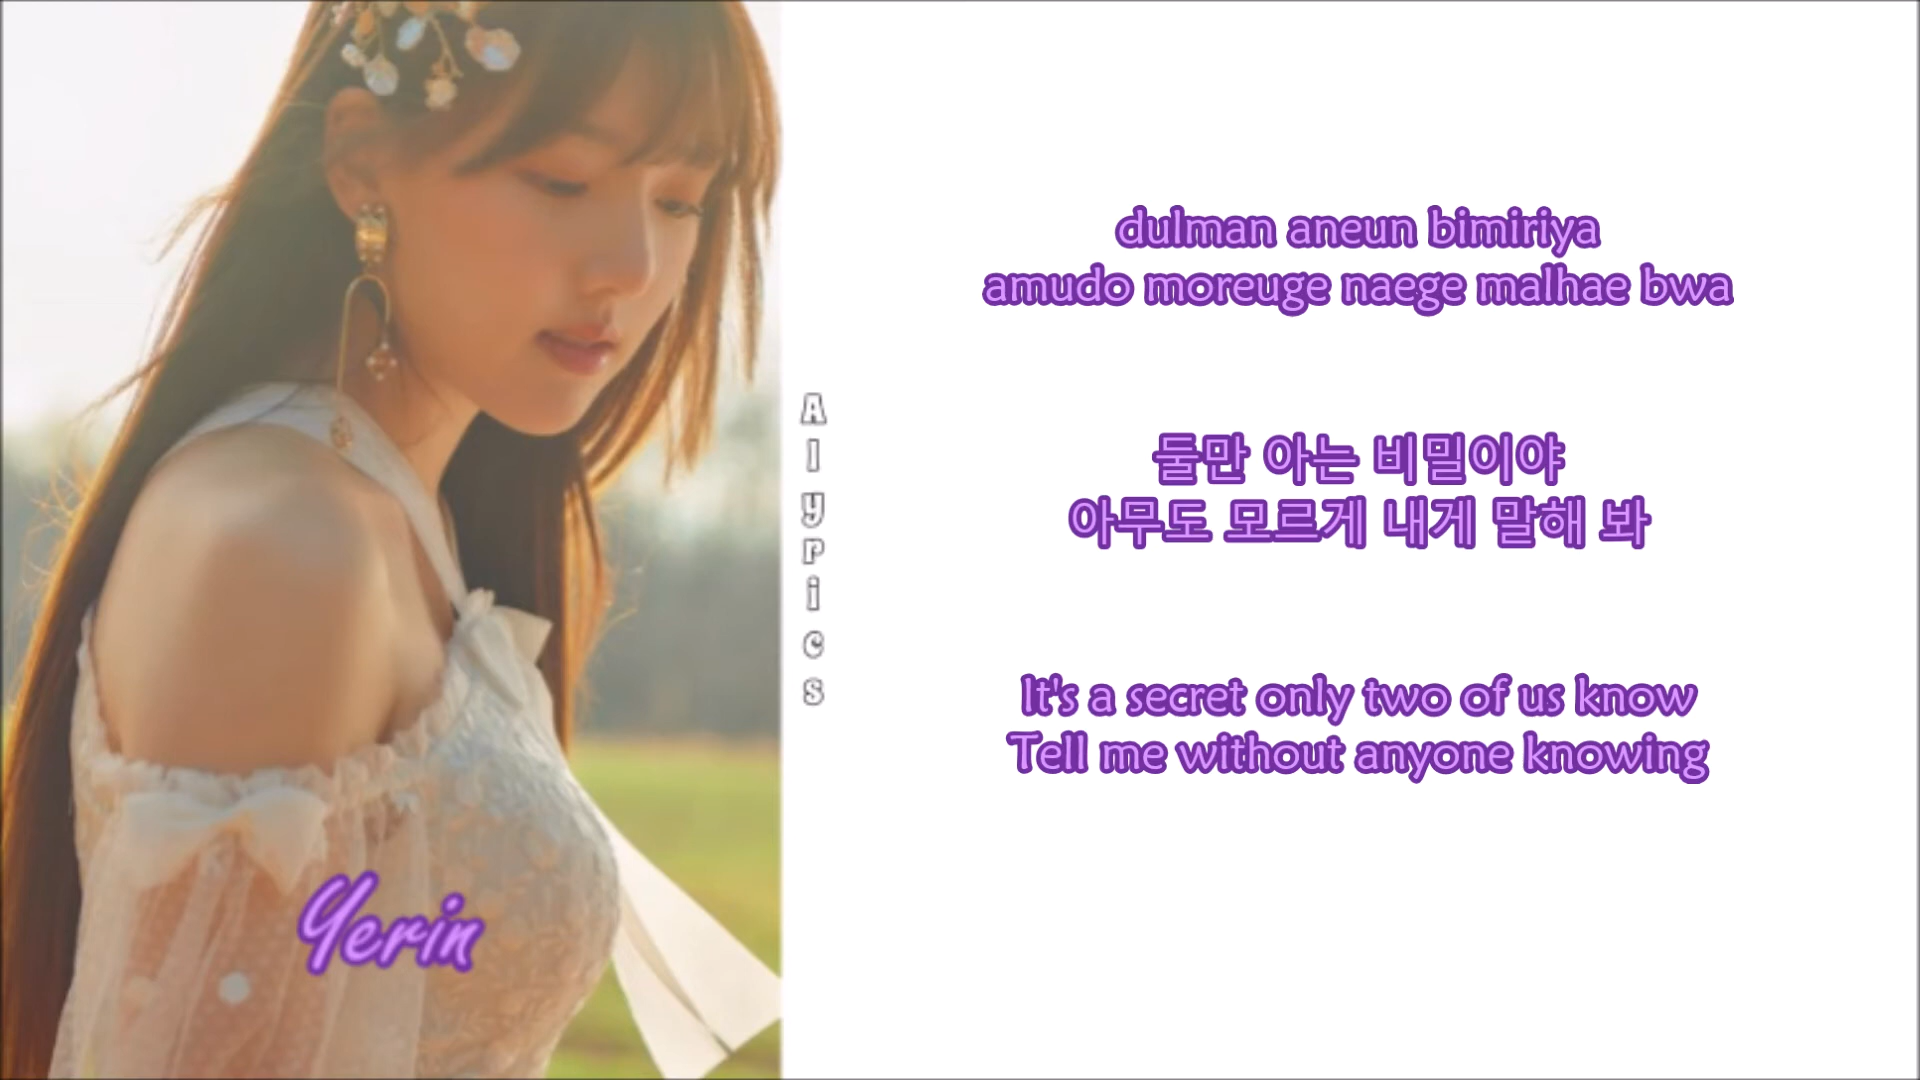 dulman aneun bimiriya
amudo moreuge naege malhae bwa
둘만 아는 비밀이야
아무도 모르게 내게 말해 봐
It's a secret only two of us know
Tell me without anyone knowing
Alyrics
Yerin